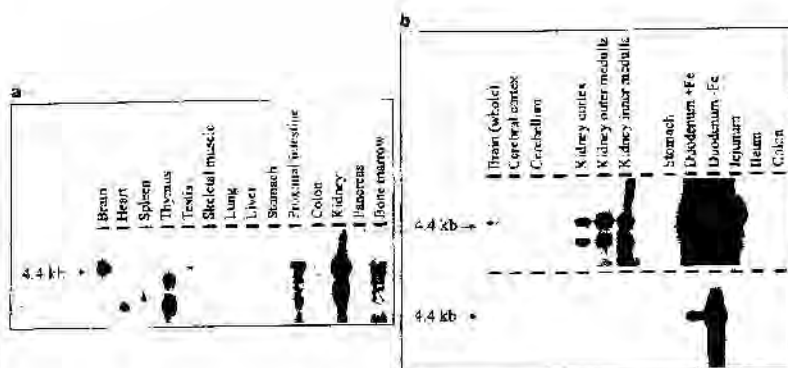 a
Brain
Heart
Spleen
Thymus
Testis
Skeletal muscle
Lung
Liver
Stomach
Proximal intestine
Colon
Kidney
Pancreas
Bone marrow
4.4 kb
b
Brain (whole)
Cerebral cortex
Cerebellum
Kidney cortex
Kidney outer medulla
Kidney inner medulla
Stomach
Duodenum +Fe
Duodenum -Fe
Jejunum
Ileum
Colon
4.4 kb
4.4 kb